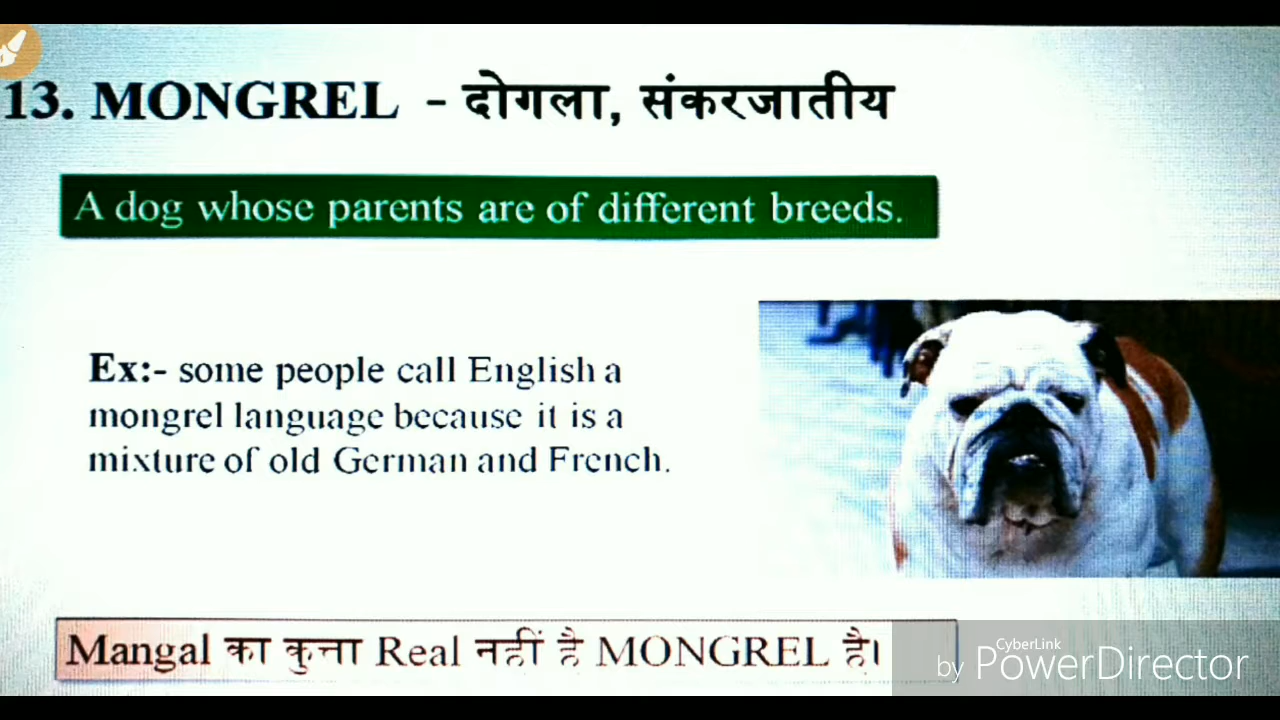 13. MONGREL - दोगला, संकरजातीय
A dog whose parents are of different breeds.
Ex:- some people call English a
mongrel language because it is a
mixture of old German and French.
Mangal का कुत्ता Real नहीं है MONGREL है।
CyberLink
by PowerDirector